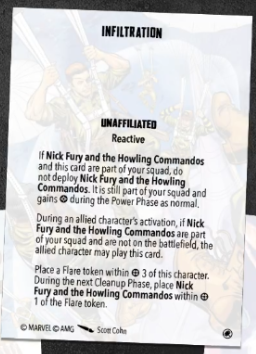 INFILTRATION
UNAFFILIATED
Reactive
If Nick Fury and the Howling Commandos
and this card are part of your squad, do
not deploy Nick Fury and the Howling
Commandos. It is still part of your squad and
gains during the Power Phase as normal.
During an allied character's activation, if Nick
Fury and the Howling Commandos are part
of your squad and are not on the battlefield, the
allied character may play this card.
Place a Flare token within 3 of this character.
During the next Cleanup Phase, place Nick
Fury and the Howling Commandos within
1 of the Flare token.
© MARVEL © AMG Scott Cohn